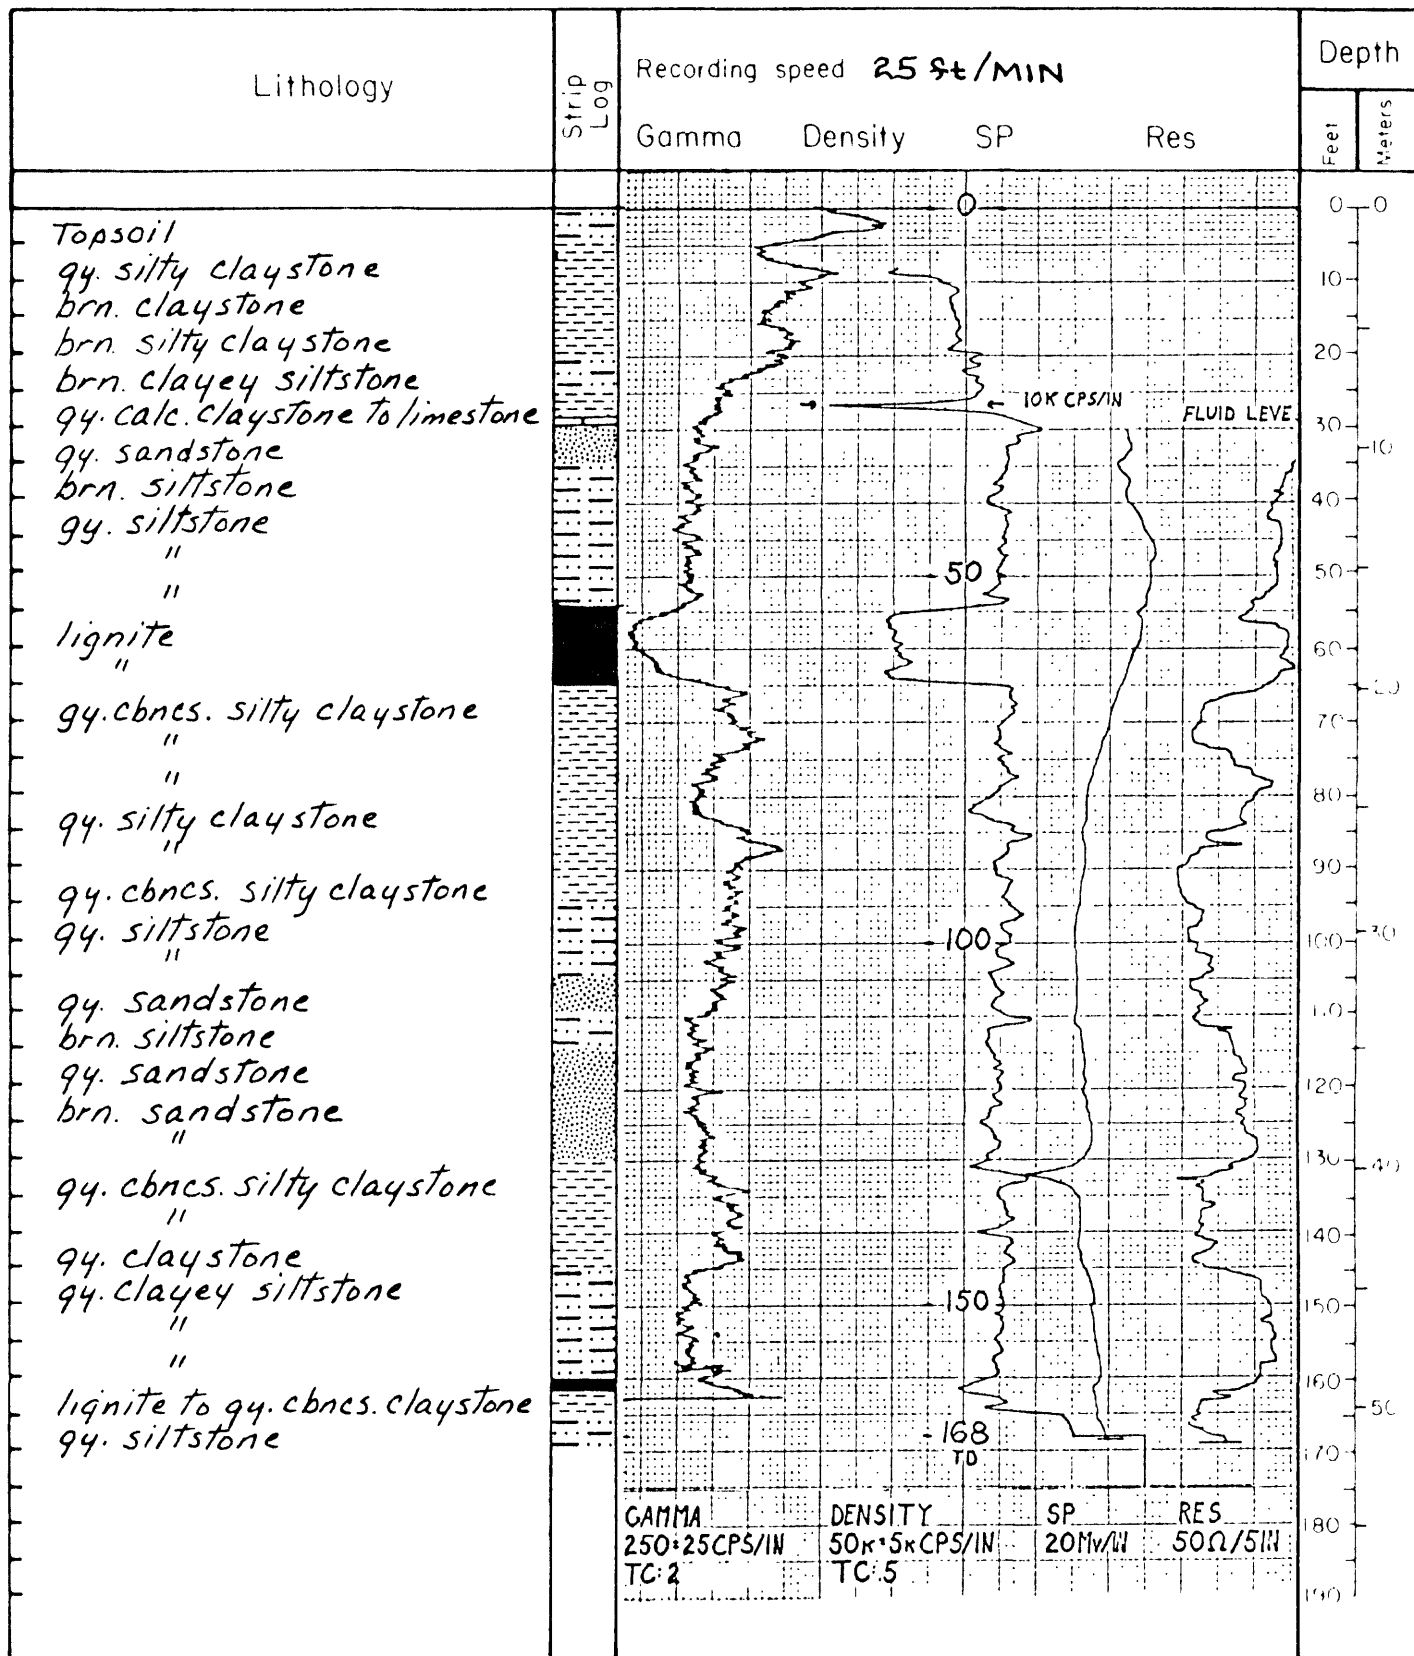 Lithology
Strip Log
Recording speed 25 ft/MIN
Gamma Density SP Res
Depth
Feet
Meters
0
0 0
Topsoil
gy. silty claystone
brn. claystone
brn. silty claystone
brn. clayey siltstone
gy. calc. claystone to limestone
gy. sandstone
brn. siltstone
gy. siltstone
"
"
lignite
"
gy. cbncs. silty claystone
"
"
gy. silty claystone
"
gy. cbncs. silty claystone
gy. siltstone
"
gy. sandstone
brn. siltstone
gy. sandstone
brn. sandstone
"
gy. cbncs. silty claystone
"
gy. claystone
gy. clayey siltstone
"
"
lignite to gy. cbncs. claystone
gy. siltstone
10K CPS/IN
FLUID LEVE
50
100
150
168
TD
10
20
30
40
50
60
70
80
90
100
110
120
130
140
150
160
170
180
190
10
20
30
40
50
GAMMA
250:25CPS/IN
TC:2
DENSITY
50K:5K CPS/IN
TC:.5
SP
20Mv/IN
RES
50Ω/5IN